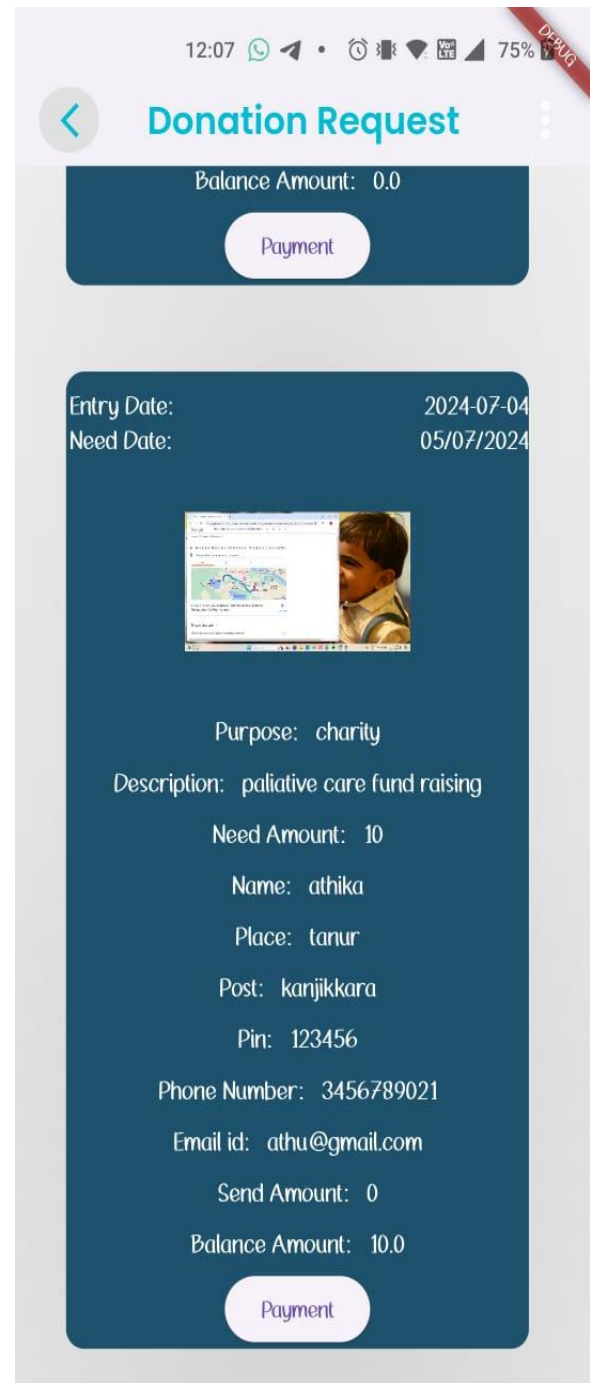 DEBUG
12:07 VoA LTE 75%
Donation Request
Balance Amount: 0.0
Payment
Entry Date: 2024-07-04
Need Date: 05/07/2024
Purpose: charity
Description: paliative care fund raising
Need Amount: 10
Name: athika
Place: tanur
Post: kanjikkara
Pin: 123456
Phone Number: 3456789021
Email id: athu@gmail.com
Send Amount: 0
Balance Amount: 10.0
Payment